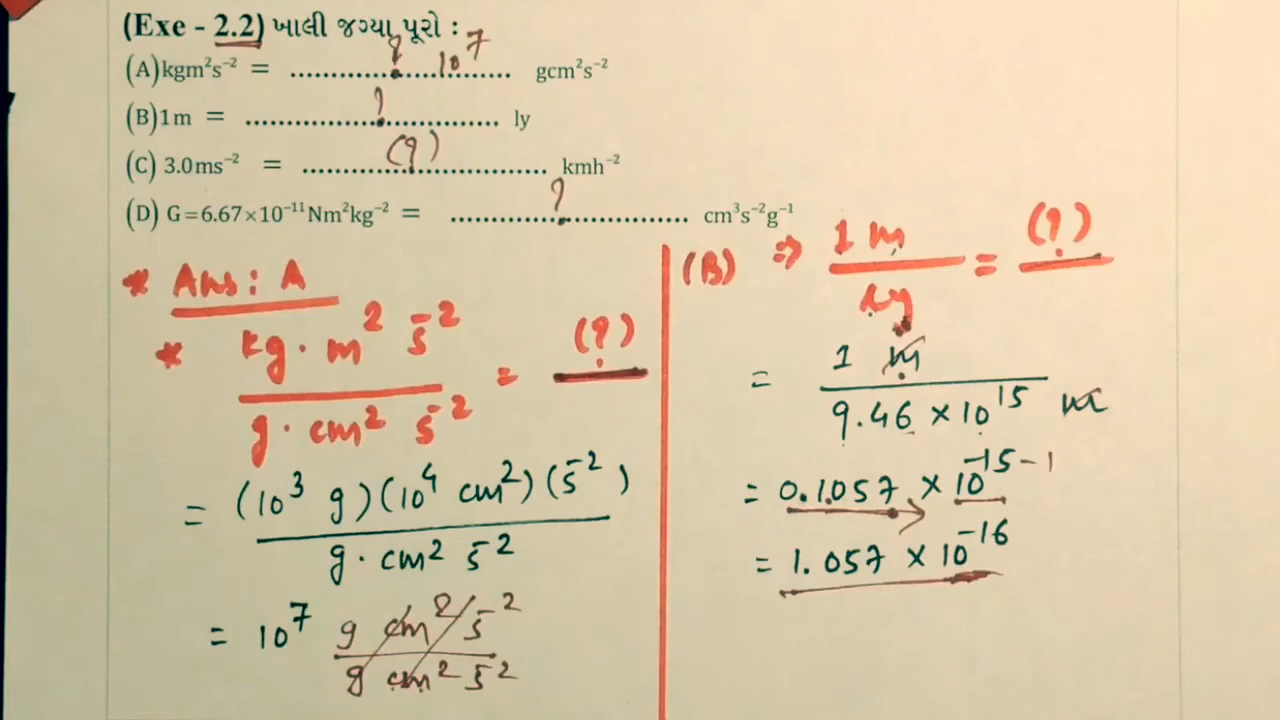 (Exe - 2.2) ખાલી જગ્યા પૂરો :
(A) kgm²s⁻² = ........ ? 10⁷ ........ gcm²s⁻²
(B) 1m = ........ ? ........ ly
(C) 3.0ms⁻² = ........ (?) ........ kmh⁻²
(D) G=6.67×10⁻¹¹Nm²kg⁻² = ........ ? ........ cm³s⁻²g⁻¹
* Ans: A
* kg· m² s⁻² / g· cm² s⁻² = (?)
= (10³ g)(10⁴ cm²)(s⁻²) / g· cm² s⁻²
= 10⁷ g cm² s⁻² / g cm² s⁻²
(B) ⇒ 1 m / ly = (?)
= 1 m / 9.46 × 10¹⁵ m
= 0.1057 × 10⁻¹⁵⁻¹
= 1.057 × 10⁻¹⁶